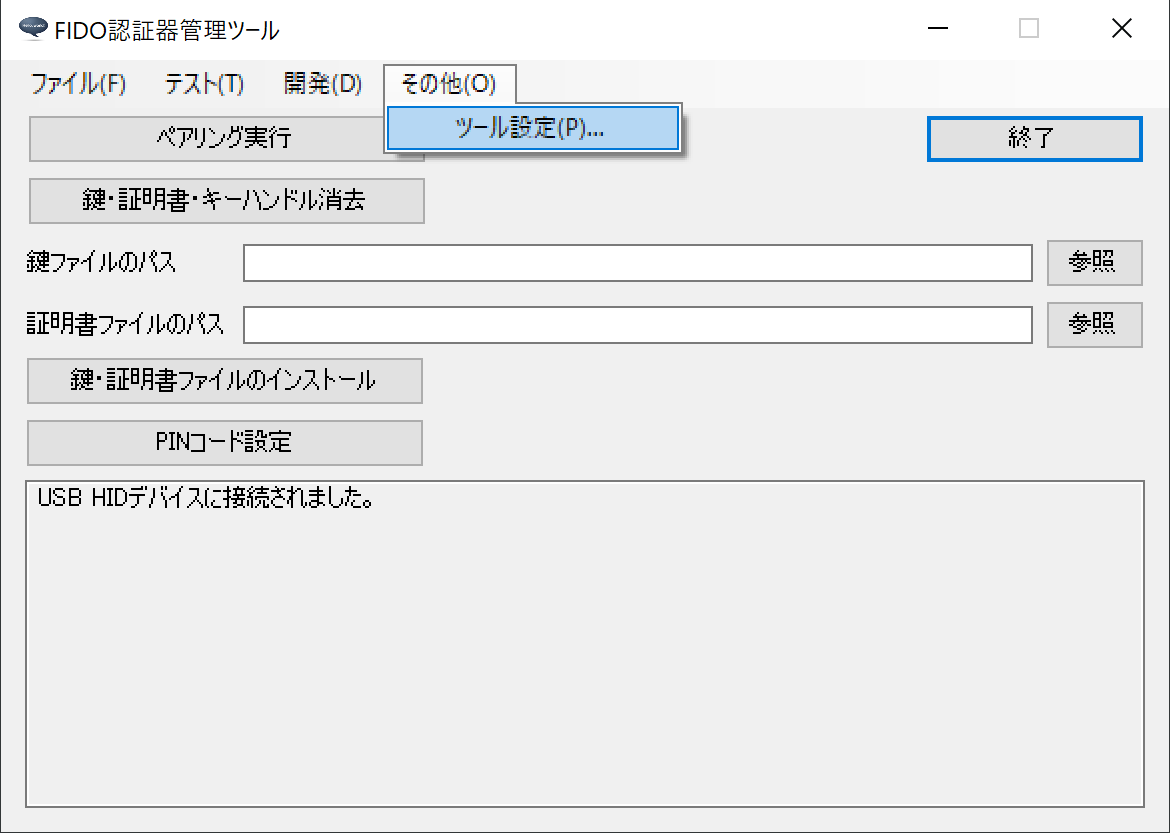 FIDO認証器管理ツール
ファイル(F) テスト(T) 開発(D) その他(O)
ツール設定(P)...
ペアリング実行
終了
鍵・証明書・キーハンドル消去
鍵ファイルのパス
参照
証明書ファイルのパス
参照
鍵・証明書ファイルのインストール
PINコード設定
USB HIDデバイスに接続されました。